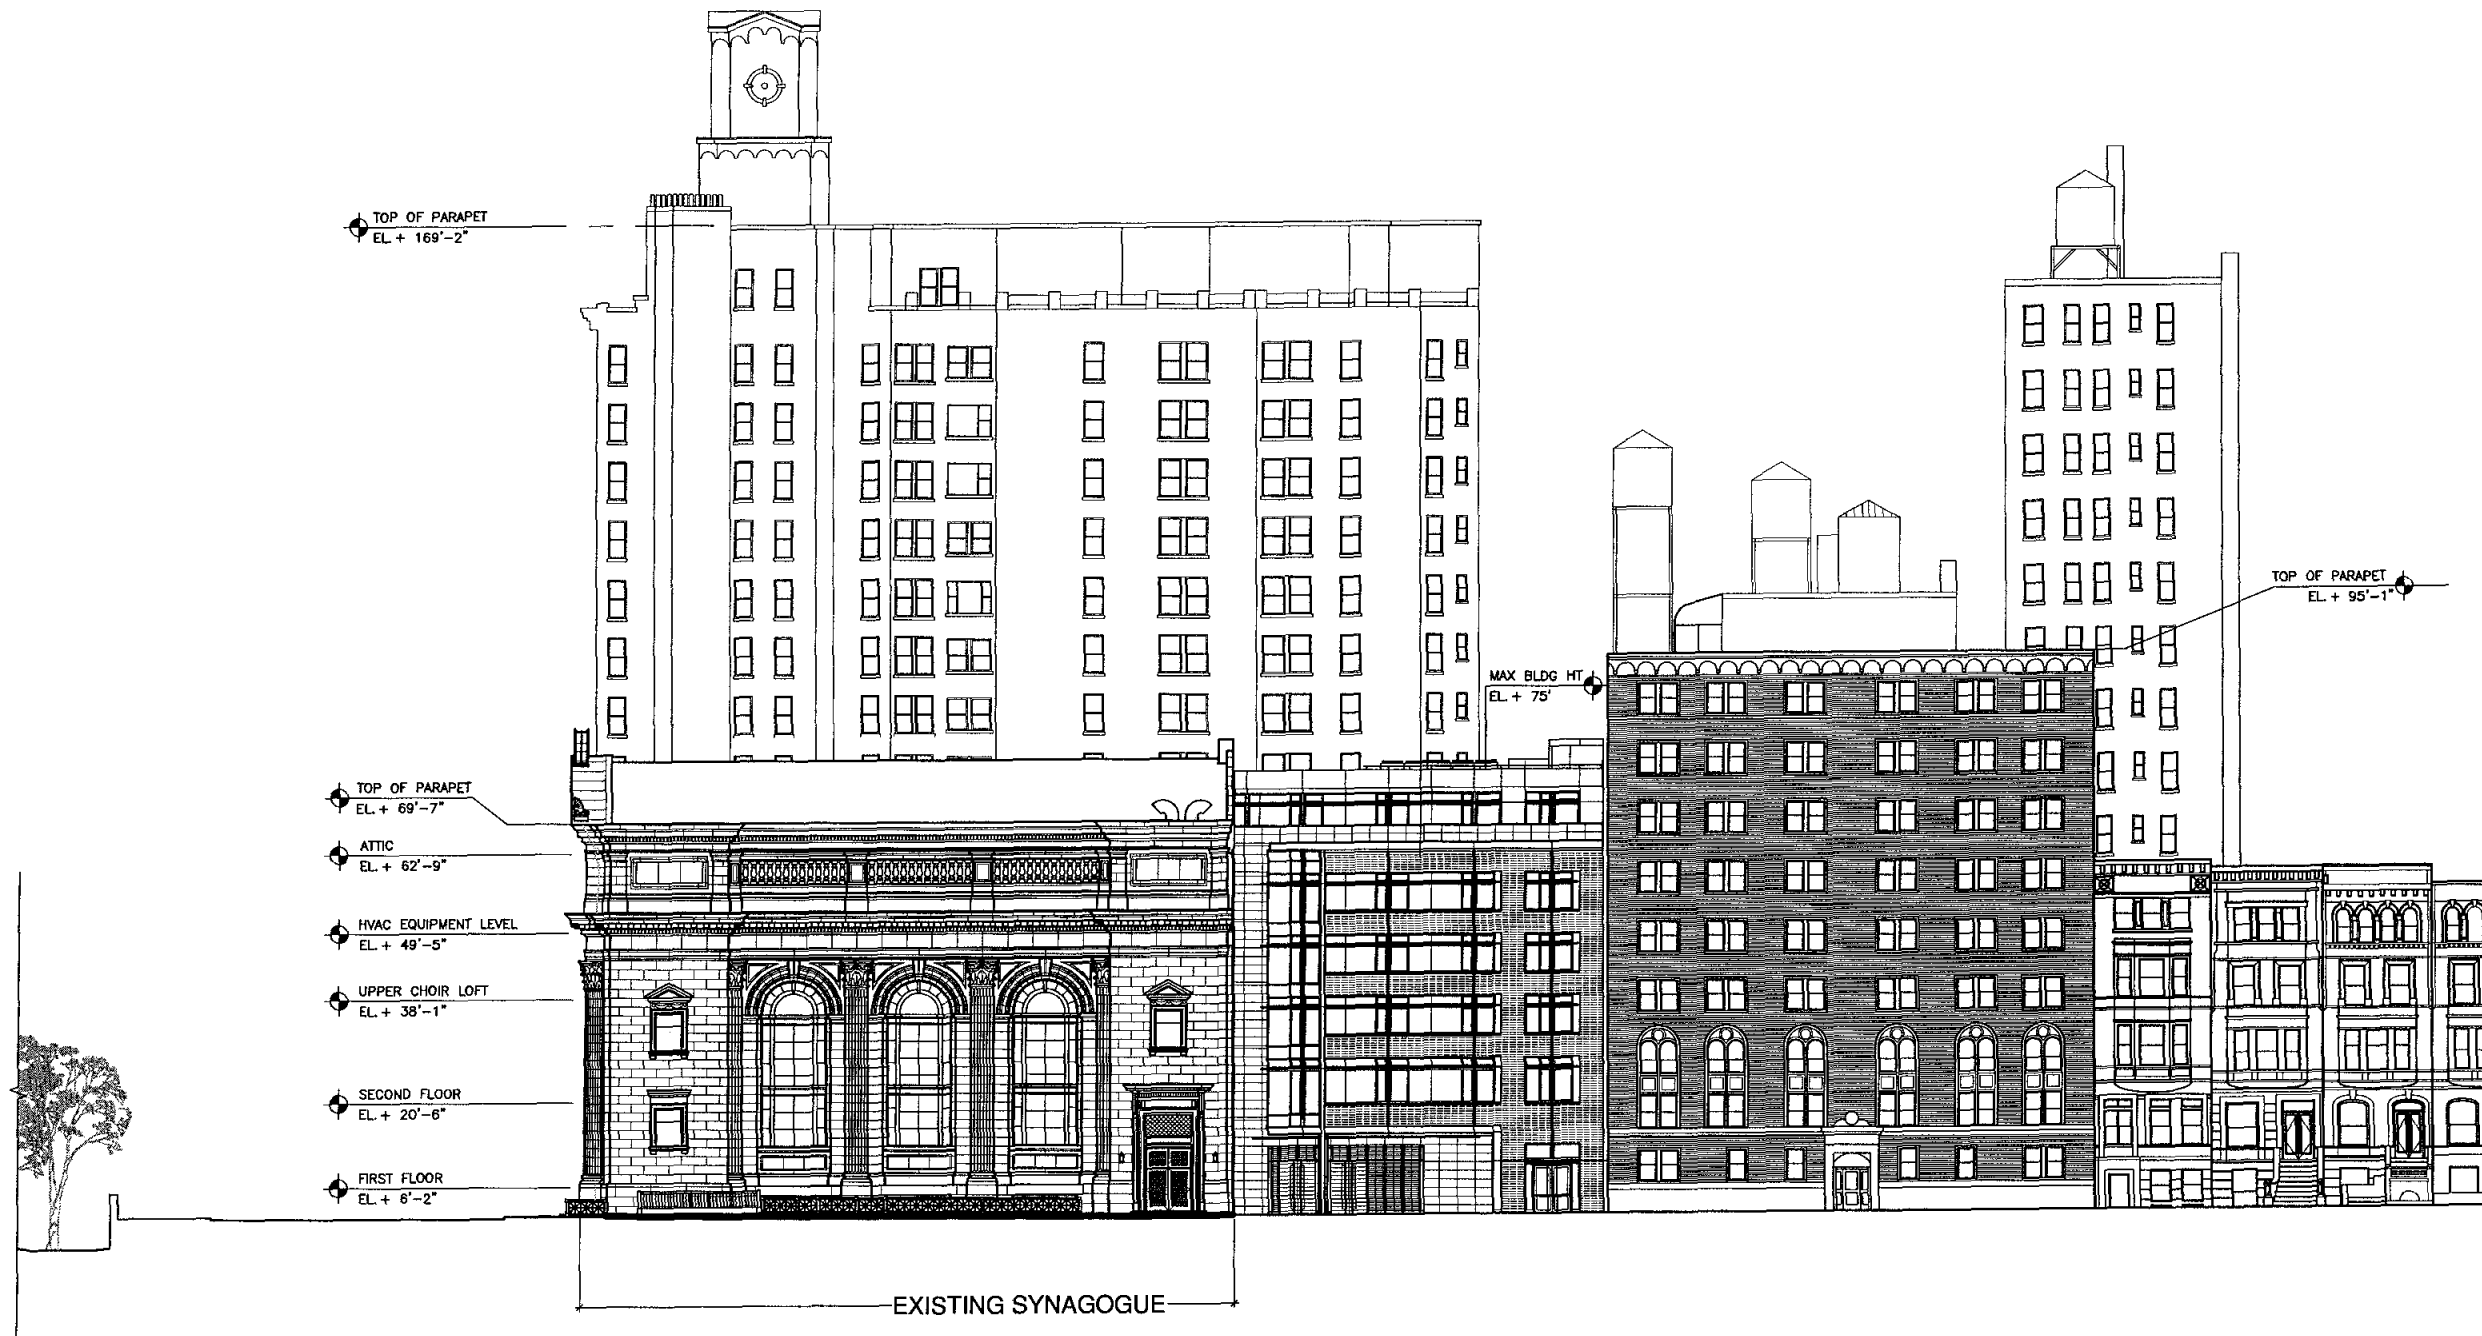 TOP OF PARAPET
EL. + 169'-2"
TOP OF PARAPET
EL. + 95'-1"
MAX BLDG HT
EL. + 75'
TOP OF PARAPET
EL. + 69'-7"
ATTIC
EL. + 62'-9"
HVAC EQUIPMENT LEVEL
EL. + 49'-5"
UPPER CHOIR LOFT
EL. + 38'-1"
SECOND FLOOR
EL. + 20'-6"
FIRST FLOOR
EL. + 6'-2"
EXISTING SYNAGOGUE